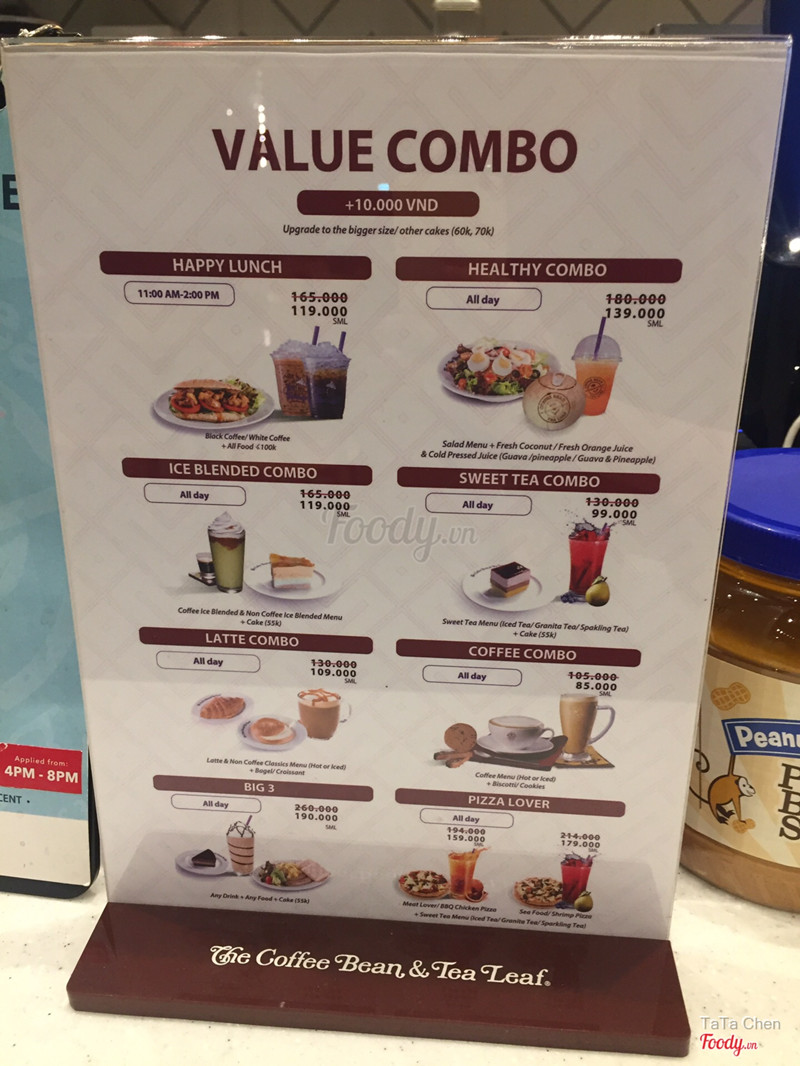 VALUE COMBO
+10.000 VND
Upgrade to the bigger size/ other cakes (60k, 70k)
HAPPY LUNCH
11:00 AM-2:00 PM
165.000
119.000
SML
Black Coffee/ White Coffee
+ All Food ≤100k
HEALTHY COMBO
All day
180.000
139.000
SML
Salad Menu + Fresh Coconut / Fresh Orange Juice
& Cold Pressed Juice (Guava /pineapple / Guava & Pineapple)
ICE BLENDED COMBO
All day
165.000
119.000
SML
Coffee Ice Blended & Non Coffee Ice Blended Menu
+ Cake (55k)
SWEET TEA COMBO
All day
130.000
99.000
SML
Sweet Tea Menu (Iced Tea/ Granita Tea/ Spakling Tea)
+ Cake (55k)
LATTE COMBO
All day
130.000
109.000
SML
Latte & Non Coffee Classics Menu (Hot or Iced)
+ Bagel/ Croissant
COFFEE COMBO
All day
105.000
85.000
SML
Coffee Menu (Hot or Iced)
+ Biscotti/ Cookies
BIG 3
All day
260.000
190.000
SML
Any Drink + Any Food + Cake (55k)
PIZZA LOVER
All day
194.000
159.000
SML
214.000
179.000
SML
Meat Lover/ BBQ Chicken Pizza
Sea Food/ Shrimp Pizza
+ Sweet Tea Menu (Iced Tea/ Granita Tea/ Sparkling Tea)
The Coffee Bean & Tea Leaf®
Foody.vn
E
Applied from:
4PM - 8PM
CENT •
Peanu
TaTa Chen
Foody.vn